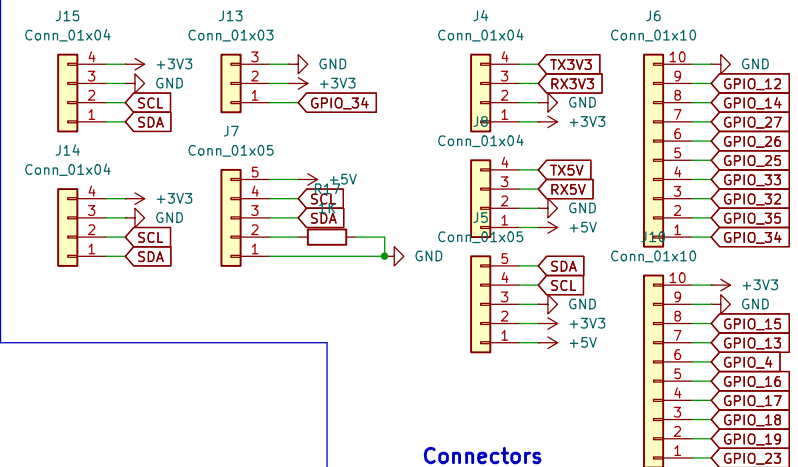 J15
Conn_01x04
4 +3V3
3 GND
2 SCL
1 SDA
J13
Conn_01x03
3 GND
2 +3V3
1 GPIO_34
J14
Conn_01x04
4 +3V3
3 GND
2 SCL
1 SDA
J7
Conn_01x05
5 +5V
R17
4 SCL
1K
3 SDA
2
1 GND
J4
Conn_01x04
4 TX3V3
3 RX3V3
2 GND
1 +3V3
J8
Conn_01x04
4 TX5V
3 RX5V
2 GND
1 +5V
J5
Conn_01x05
5 SDA
4 SCL
3 GND
2 +3V3
1 +5V
J6
Conn_01x10
10 GND
9 GPIO_12
8 GPIO_14
7 GPIO_27
6 GPIO_26
5 GPIO_25
4 GPIO_33
3 GPIO_32
2 GPIO_35
1 GPIO_34
J10
Conn_01x10
10 +3V3
9 GND
8 GPIO_15
7 GPIO_13
6 GPIO_4
5 GPIO_16
4 GPIO_17
3 GPIO_18
2 GPIO_19
1 GPIO_23
Connectors